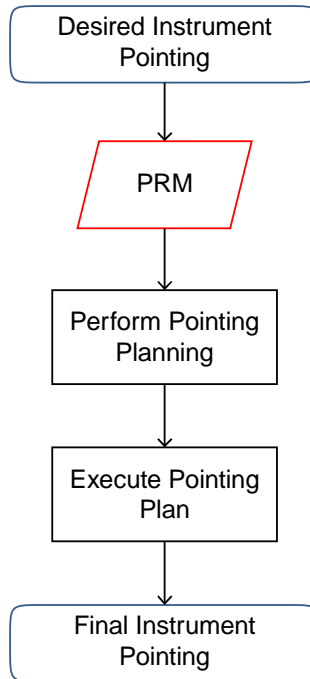 Desired Instrument
Pointing
PRM
Perform Pointing
Planning
Execute Pointing
Plan
Final Instrument
Pointing